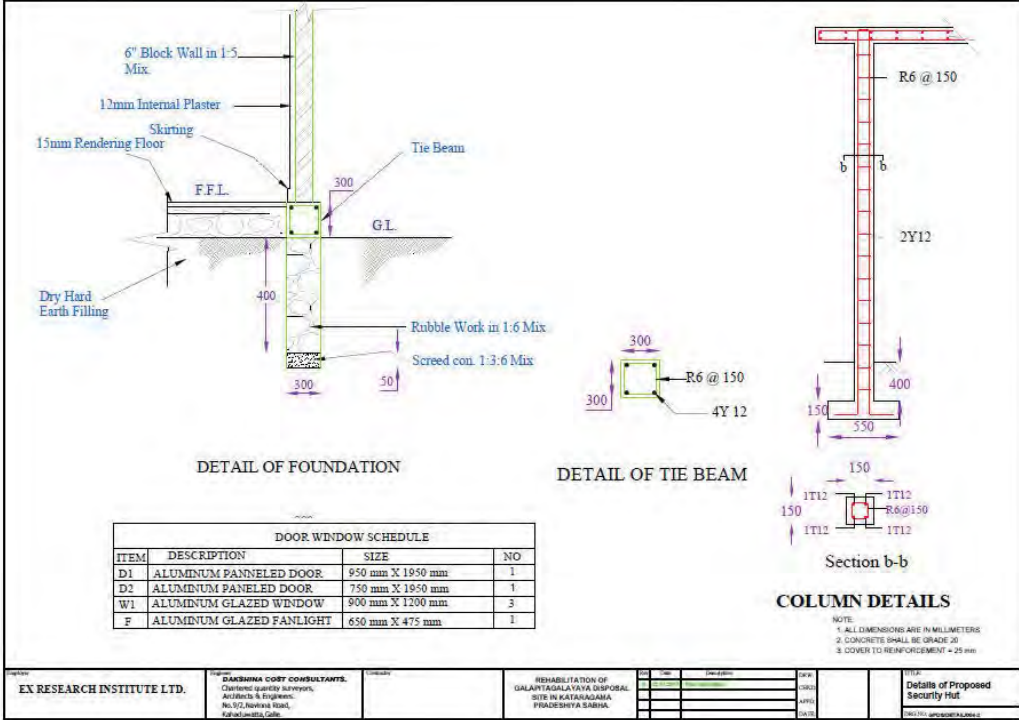 6" Block Wall in 1:5
Mix.
12mm Internal Plaster
Skirting
15mm Rendering Floor
Tie Beam
F.F.L.
300
G.L.
400
Dry Hard
Earth Filling
Rubble Work in 1:6 Mix
Screed con. 1:3:6 Mix
300
50
DETAIL OF FOUNDATION
300
R6 @ 150
300
4Y 12
DETAIL OF TIE BEAM
R6 @ 150
b b
2Y12
400
150
550
150
1T12 1T12
150 R6@150
1T12 1T12
Section b-b
COLUMN DETAILS
NOTE
1. ALL DIMENSIONS ARE IN MILLIMETERS
2. CONCRETE SHALL BE GRADE 20
3. COVER TO REINFORCEMENT = 25 mm
DOOR WINDOW SCHEDULE
ITEM DESCRIPTION SIZE NO
D1 ALUMINUM PANNELED DOOR 950 mm X 1950 mm 1
D2 ALUMINUM PANELED DOOR 750 mm X 1950 mm 1
W1 ALUMINUM GLAZED WINDOW 900 mm X 1200 mm 3
F ALUMINUM GLAZED FANLIGHT 650 mm X 475 mm 1
EX RESEARCH INSTITUTE LTD.
DAKSHINA COST CONSULTANTS.
Chartered quantity surveyors,
Architects & Engineers.
No.9/2, Navinna Road,
Kahaduwatta, Galle.
REHABILITATION OF
GALAPITAGALAYAYA DISPOSAL
SITE IN KATARAGAMA
PRADESHIYA SABHA.
Date Description
DATE
TITLE:
Details of Proposed
Security Hut